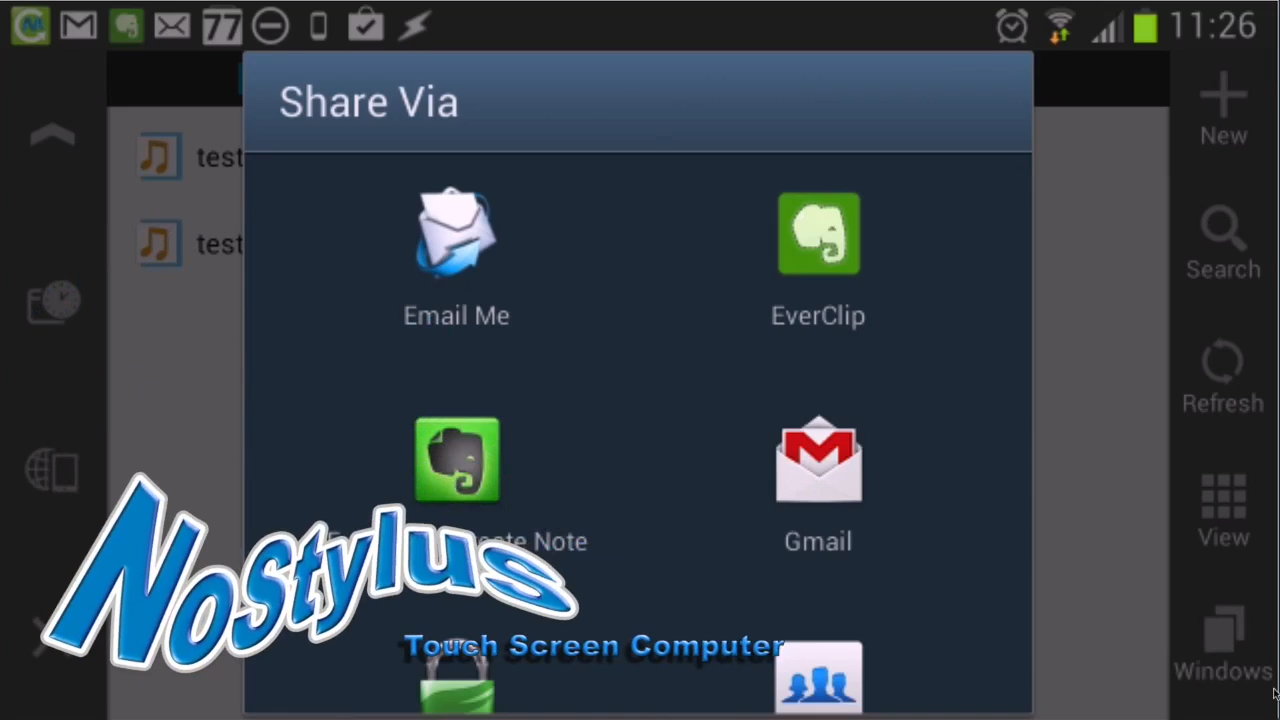 77
11:26
Share Via
New
test
Search
test
Email Me
EverClip
Refresh
Note
Gmail
View
NoStylus
Touch Screen Computer
Windows